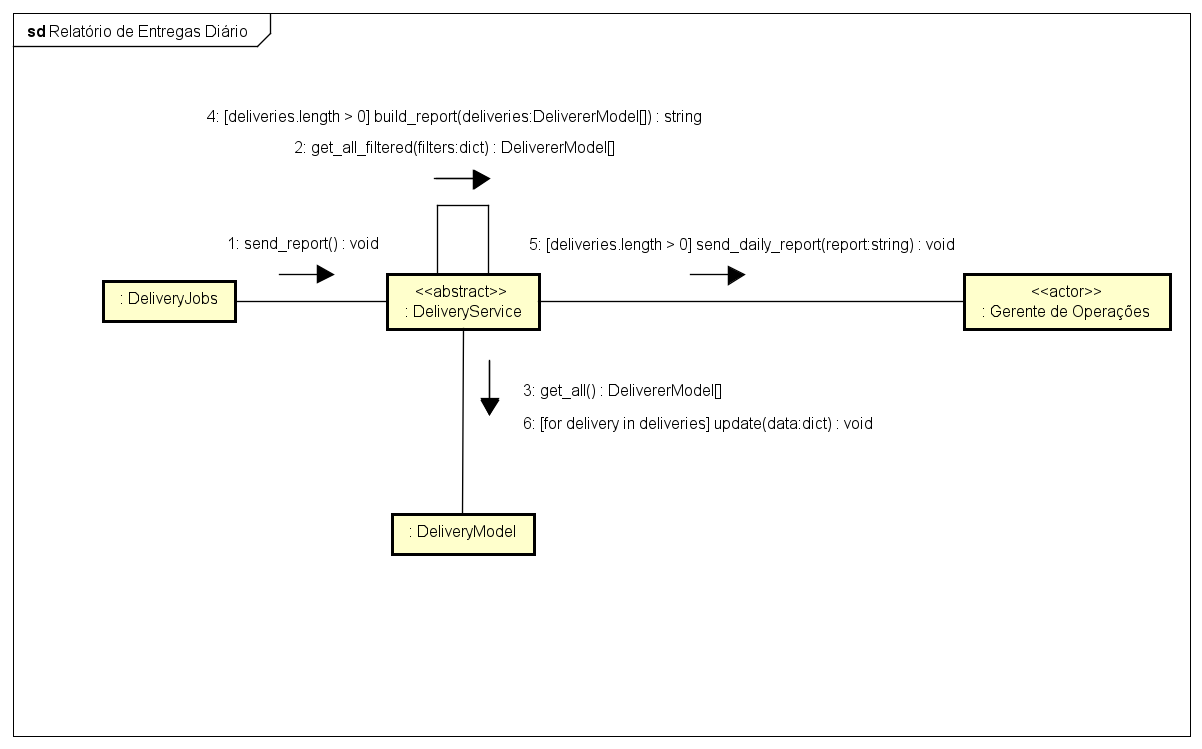 sd Relatório de Entregas Diário
4: [deliveries.length > 0] build_report(deliveries:DelivererModel[]) : string
2: get_all_filtered(filters:dict) : DelivererModel[]
1: send_report() : void
5: [deliveries.length > 0] send_daily_report(report:string) : void
: DeliveryJobs
<<abstract>>
: DeliveryService
<<actor>>
: Gerente de Operações
3: get_all() : DelivererModel[]
6: [for delivery in deliveries] update(data:dict) : void
: DeliveryModel